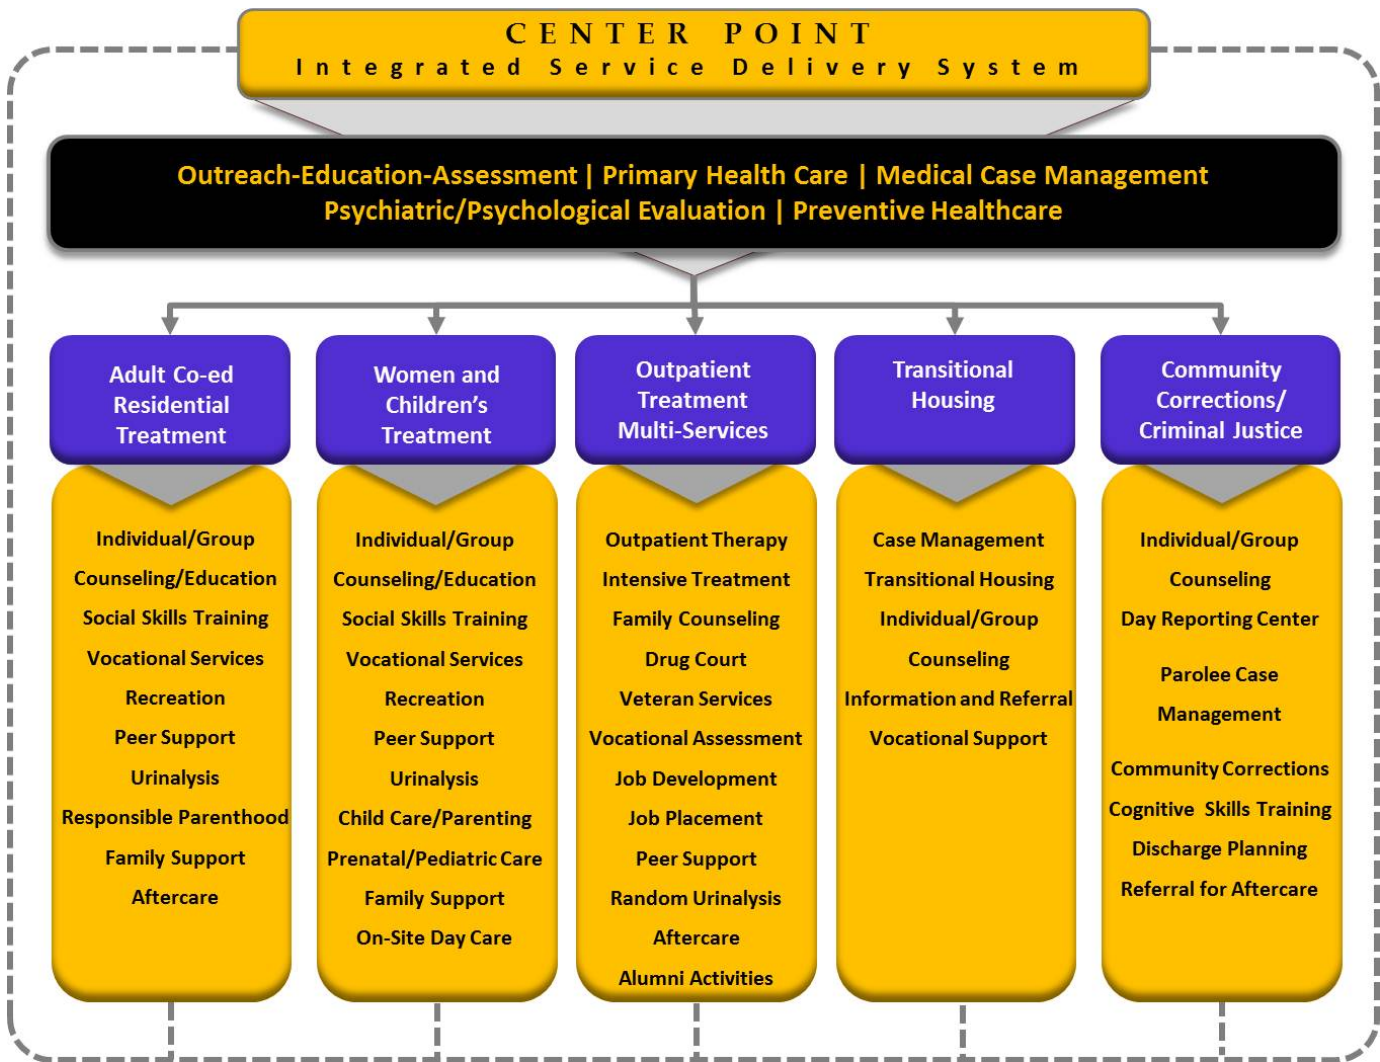 CENTER POINT
Integrated Service Delivery System
Outreach-Education-Assessment | Primary Health Care | Medical Case Management
Psychiatric/Psychological Evaluation | Preventive Healthcare
Adult Co-ed
Residential
Treatment
Individual/Group
Counseling/Education
Social Skills Training
Vocational Services
Recreation
Peer Support
Urinalysis
Responsible Parenthood
Family Support
Aftercare
Women and
Children’s
Treatment
Individual/Group
Counseling/Education
Social Skills Training
Vocational Services
Recreation
Peer Support
Urinalysis
Child Care/Parenting
Prenatal/Pediatric Care
Family Support
On-Site Day Care
Outpatient
Treatment
Multi-Services
Outpatient Therapy
Intensive Treatment
Family Counseling
Drug Court
Veteran Services
Vocational Assessment
Job Development
Job Placement
Peer Support
Random Urinalysis
Aftercare
Alumni Activities
Transitional
Housing
Case Management
Transitional Housing
Individual/Group
Counseling
Information and Referral
Vocational Support
Community
Corrections/
Criminal Justice
Individual/Group
Counseling
Day Reporting Center
Parolee Case
Management
Community Corrections
Cognitive Skills Training
Discharge Planning
Referral for Aftercare